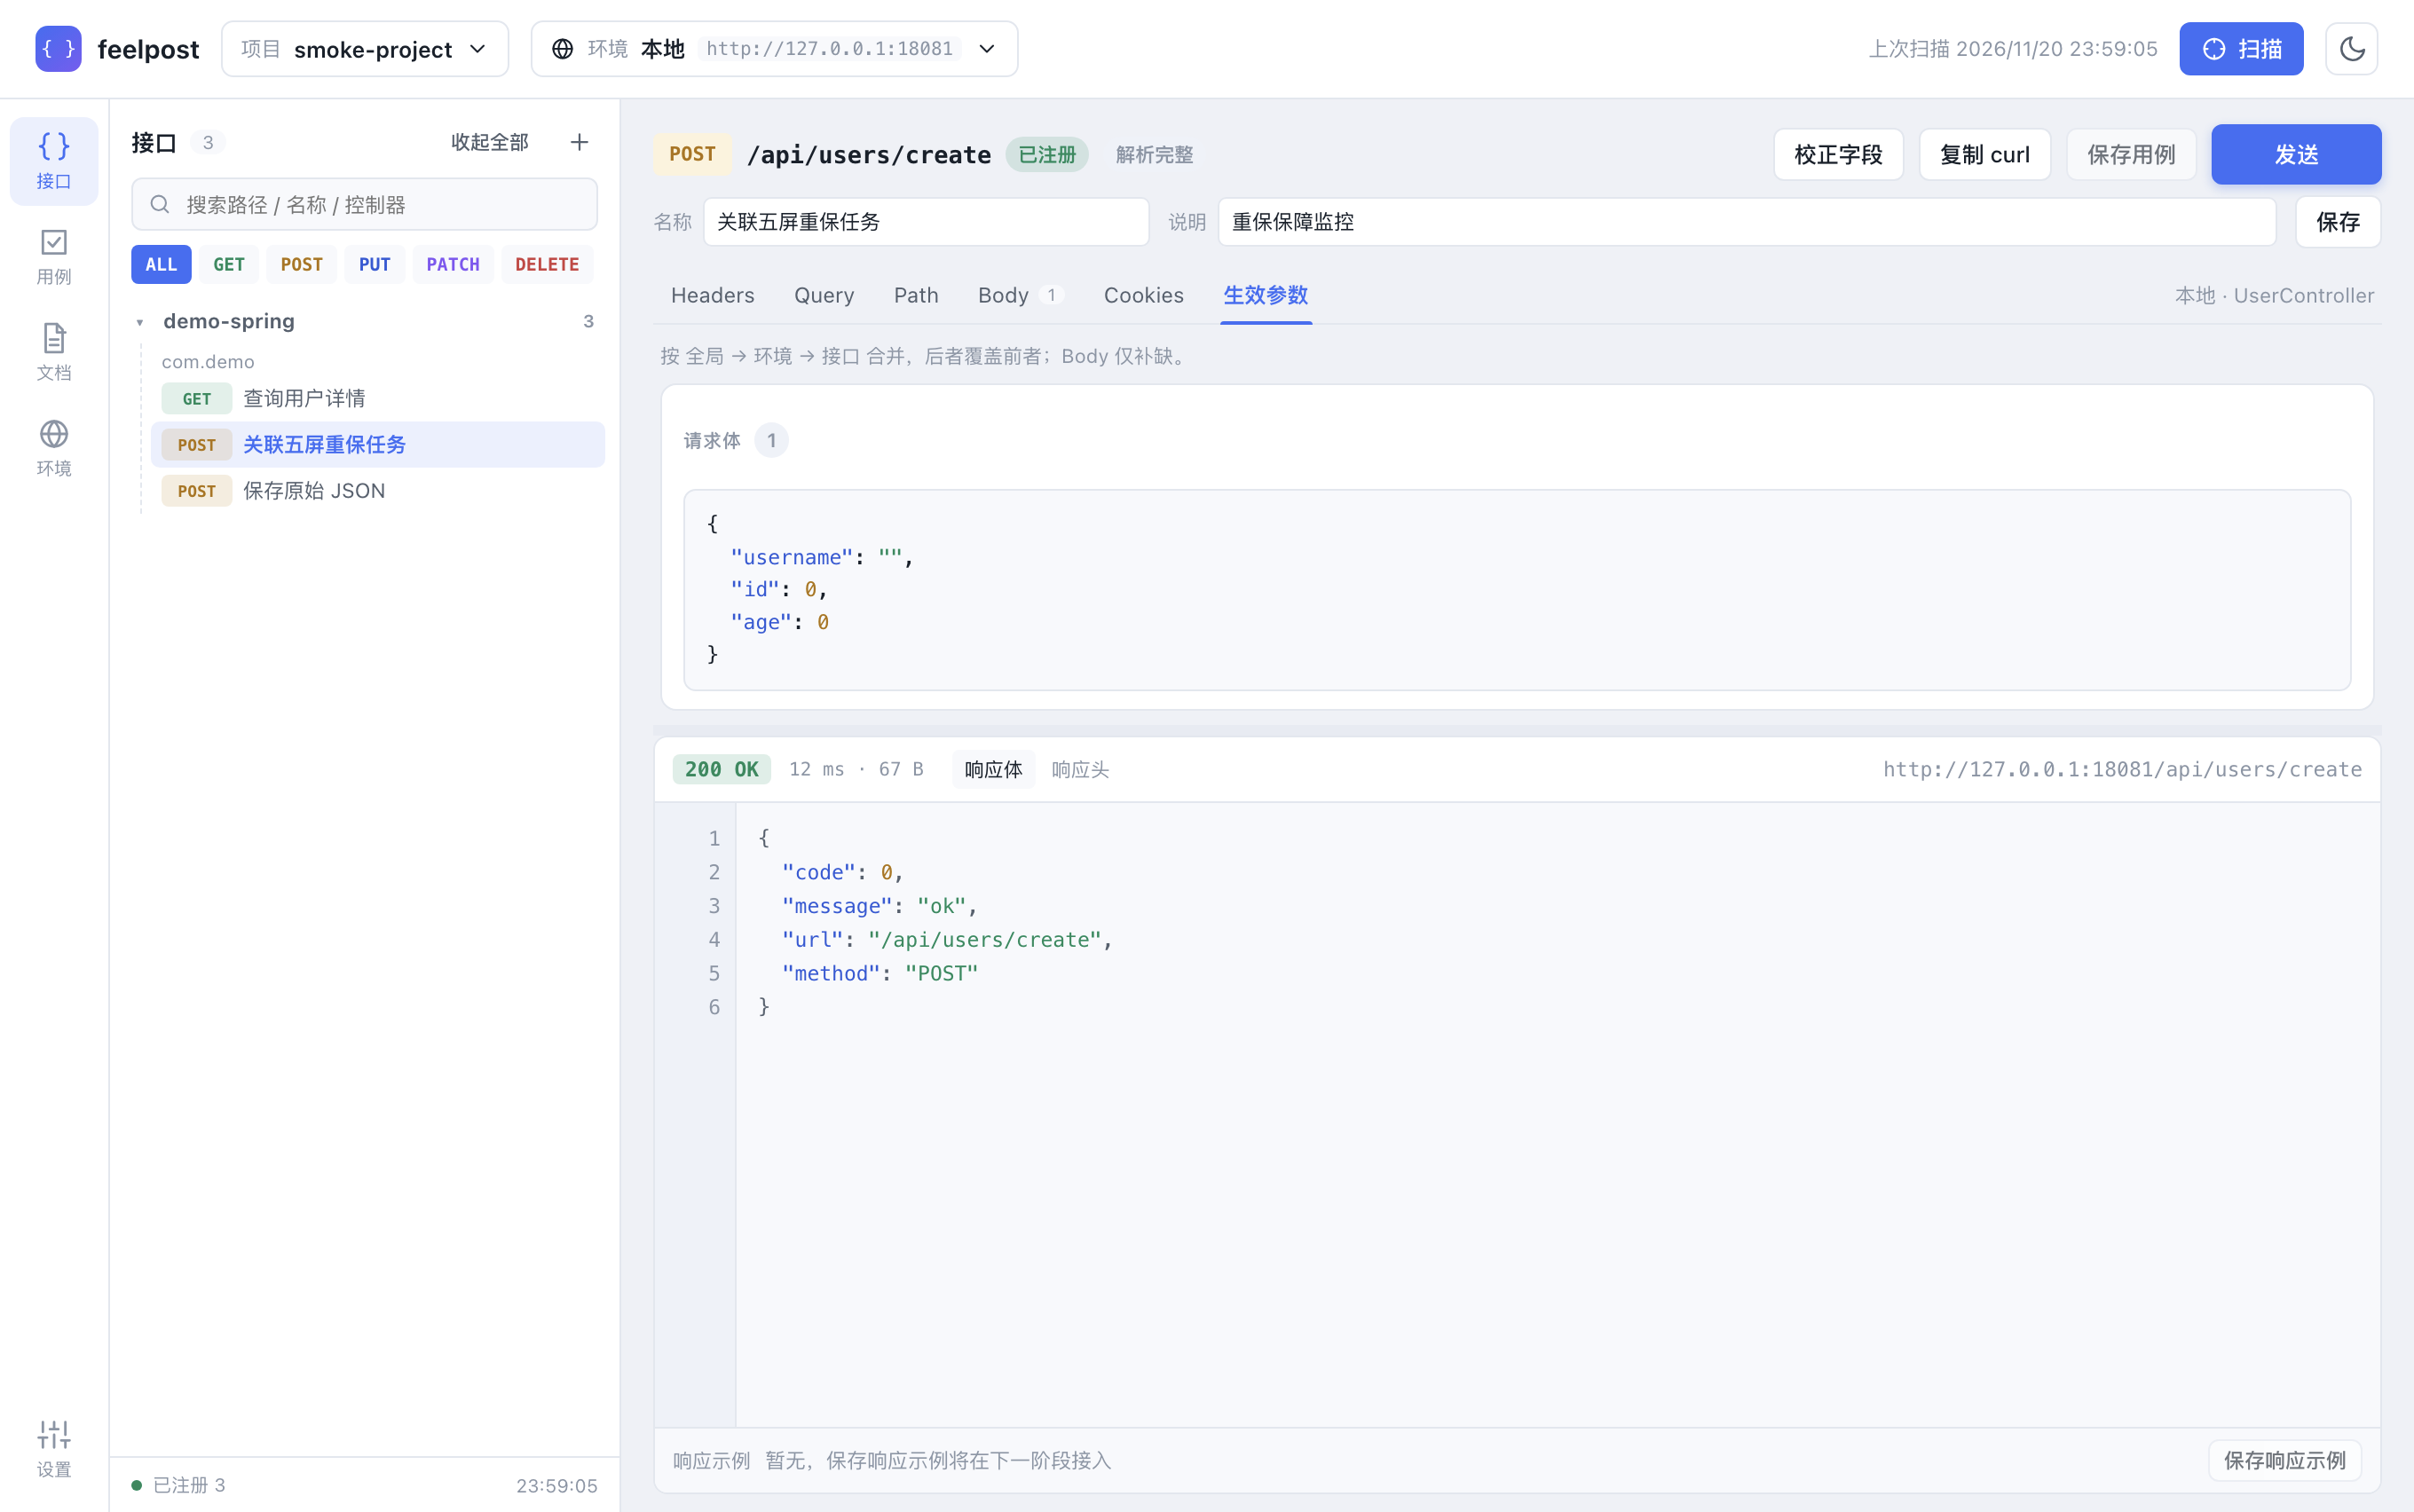 { } feelpost 项目 smoke-project 环境 本地 http://127.0.0.1:18081 上次扫描 2026/11/20 23:59:05 扫描
接口
用例
文档
环境
设置
接口 3 收起全部 +
搜索路径 / 名称 / 控制器
ALL GET POST PUT PATCH DELETE
demo-spring 3
com.demo
GET 查询用户详情
POST 关联五屏重保任务
POST 保存原始 JSON
已注册 3 23:59:05
POST /api/users/create 已注册 解析完整 校正字段 复制 curl 保存用例 发送
名称 关联五屏重保任务 说明 重保保障监控 保存
Headers Query Path Body 1 Cookies 生效参数 本地 · UserController
按 全局 → 环境 → 接口 合并，后者覆盖前者；Body 仅补缺。
请求体 1
{
"username": "",
"id": 0,
"age": 0
}
200 OK 12 ms · 67 B 响应体 响应头 http://127.0.0.1:18081/api/users/create
1 {
2 "code": 0,
3 "message": "ok",
4 "url": "/api/users/create",
5 "method": "POST"
6 }
响应示例 暂无，保存响应示例将在下一阶段接入 保存响应示例